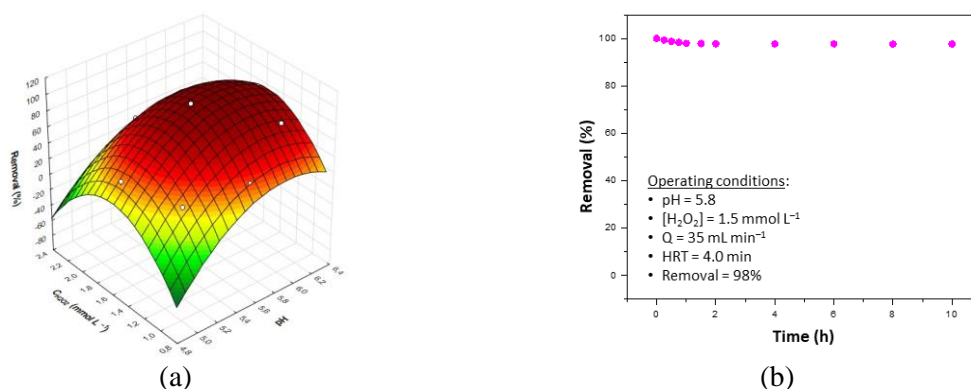 120
100
80
60
40
20
0
-20
-40
-60
-80
Removal (%)
2.4
2.2
2.0
1.8
1.6
1.4
1.2
1.0
0.8
C_H2O2 (mmol L⁻¹)
4.8
5.0
5.2
5.4
5.6
5.8
6.0
6.2
6.4
pH
(a)
100
80
60
40
20
0
Removal (%)
Operating conditions:
• pH = 5.8
• [H₂O₂] = 1.5 mmol L⁻¹
• Q = 35 mL min⁻¹
• HRT = 4.0 min
• Removal = 98%
0 2 4 6 8 10
Time (h)
(b)